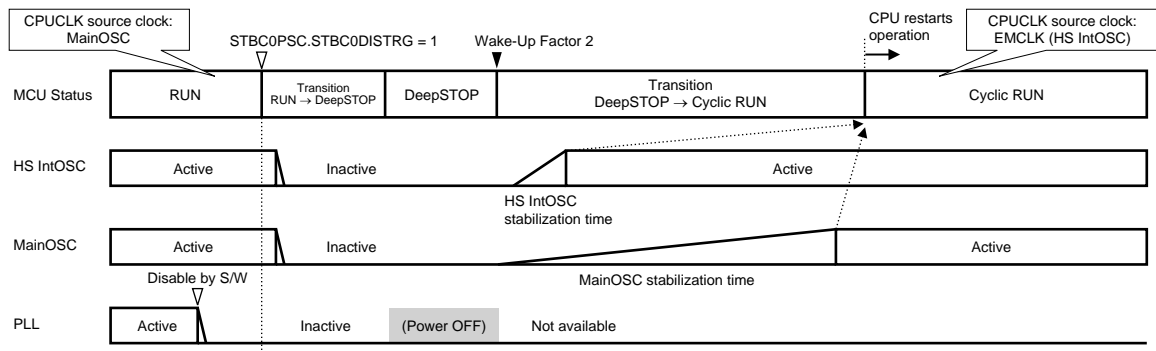 CPUCLK source clock:
MainOSC
STBC0PSC.STBC0DISTRG = 1
Wake-Up Factor 2
CPU restarts
operation
CPUCLK source clock:
EMCLK (HS IntOSC)
MCU Status
RUN
Transition
RUN → DeepSTOP
DeepSTOP
Transition
DeepSTOP → Cyclic RUN
Cyclic RUN
HS IntOSC
Active
Inactive
Active
HS IntOSC
stabilization time
MainOSC
Active
Inactive
Active
MainOSC stabilization time
Disable by S/W
PLL
Active
Inactive
(Power OFF)
Not available